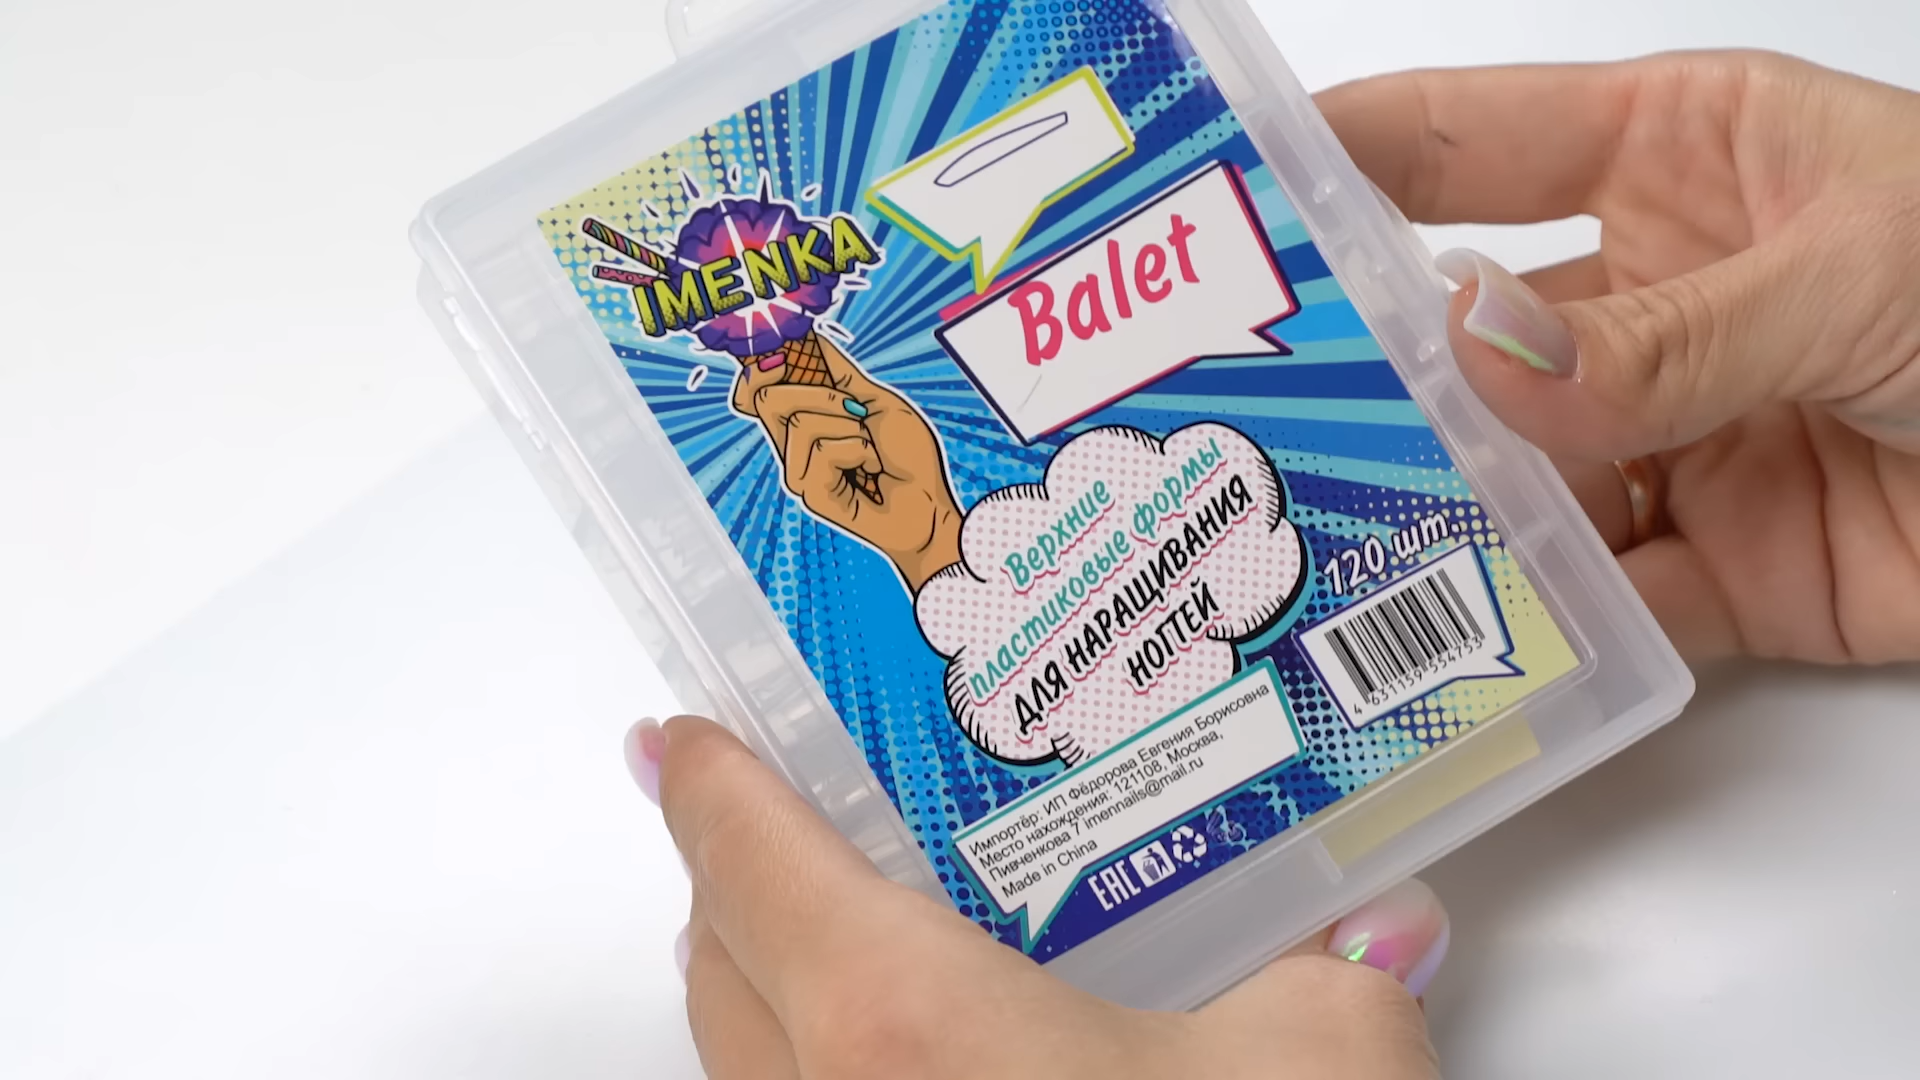 IMENKA
Balet
Верхние
пластиковые формы
ДЛЯ НАРАЩИВАНИЯ
НОГТЕЙ
120 шт.
4 631159 554753
Импортёр: ИП Фёдорова Евгения Борисовна
Место нахождения: 121108, Москва,
Пивченкова 7 imennails@mail.ru
Made in China
EAC